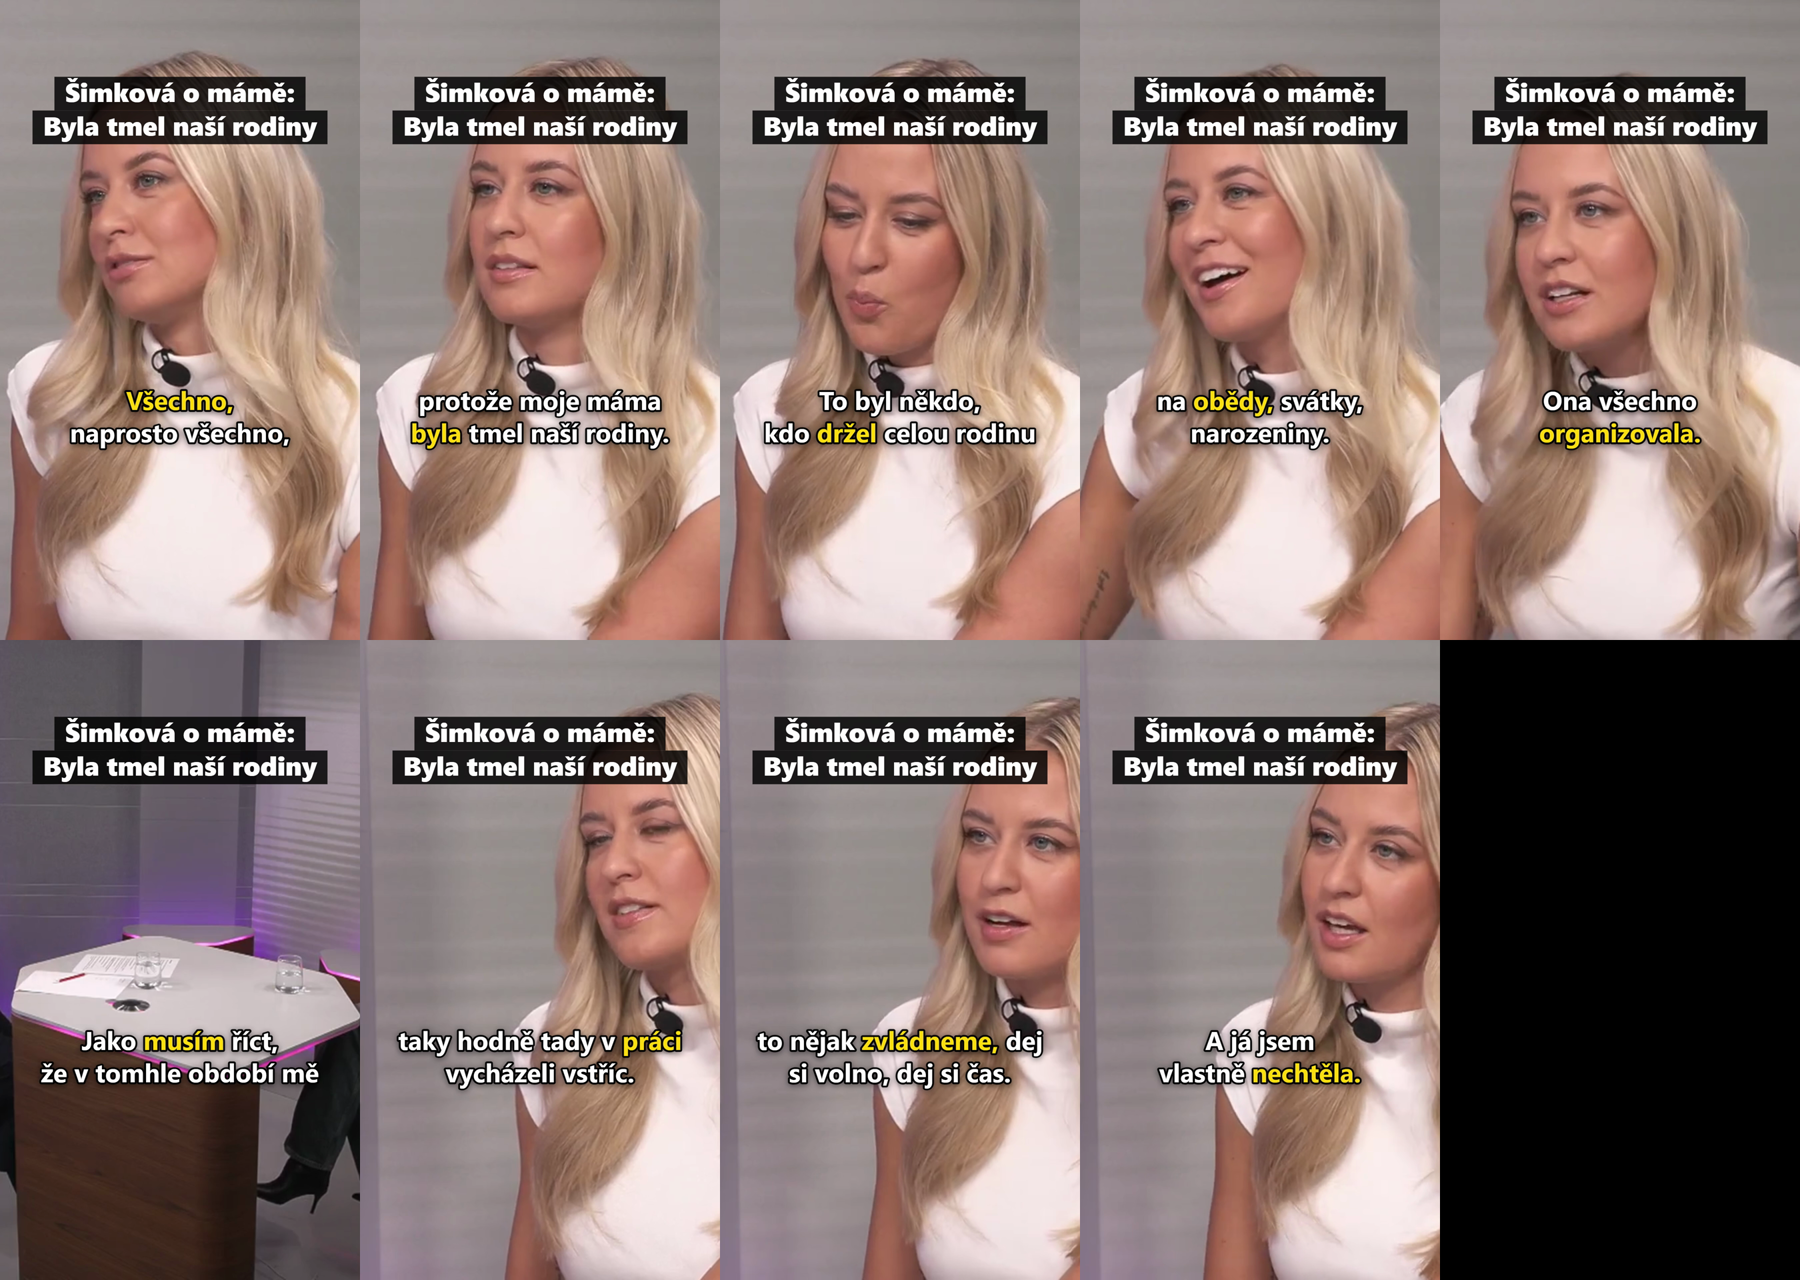 Šimková o mámě:
Byla tmel naší rodiny
Všechno,
naprosto všechno,
Šimková o mámě:
Byla tmel naší rodiny
protože moje máma
byla tmel naší rodiny.
Šimková o mámě:
Byla tmel naší rodiny
To byl někdo,
kdo držel celou rodinu
Šimková o mámě:
Byla tmel naší rodiny
na obědy, svátky,
narozeniny.
Šimková o mámě:
Byla tmel naší rodiny
Ona všechno
organizovala.
Šimková o mámě:
Byla tmel naší rodiny
Jako musím říct,
že v tomhle období mě
Šimková o mámě:
Byla tmel naší rodiny
taky hodně tady v práci
vycházeli vstříc.
Šimková o mámě:
Byla tmel naší rodiny
to nějak zvládneme, dej
si volno, dej si čas.
Šimková o mámě:
Byla tmel naší rodiny
A já jsem
vlastně nechtěla.